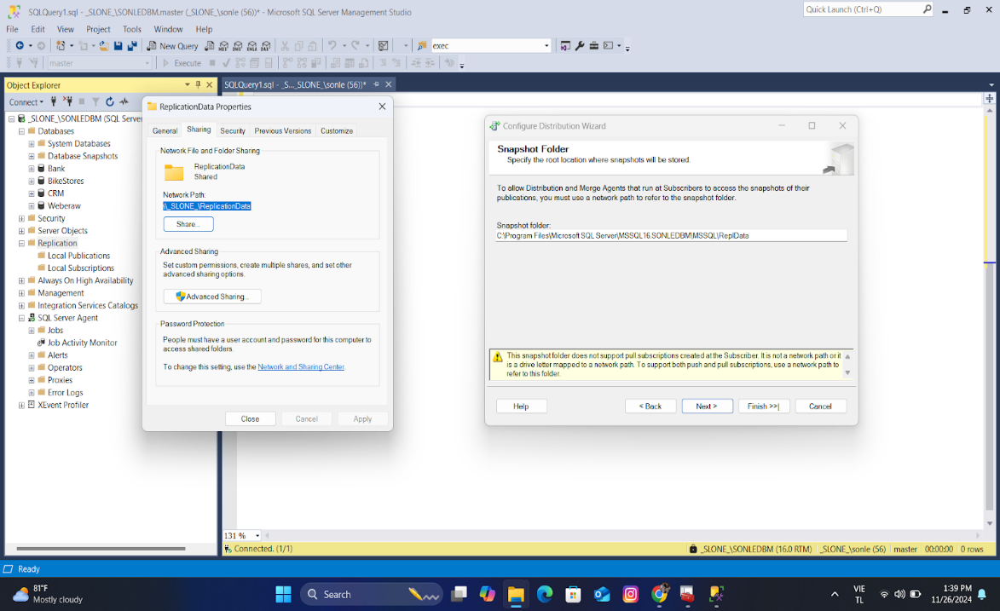 SQLQuery1.sql - _SLONE_\SONLEDBM.master (_SLONE_\sonle (56))* - Microsoft SQL Server Management Studio
Quick Launch (Ctrl+Q)
File Edit View Project Tools Window Help
New Query
MDX DMX XMLA DAX
exec
master
Execute
Object Explorer
SQLQuery1.sql - _S..._SLONE_\sonle (56))*
Connect
_SLONE_\SONLEDBM (SQL Server
Databases
System Databases
Database Snapshots
Bank
BikeStores
CRM
Weberaw
Security
Server Objects
Replication
Local Publications
Local Subscriptions
Always On High Availability
Management
Integration Services Catalogs
SQL Server Agent
Jobs
Job Activity Monitor
Alerts
Operators
Proxies
Error Logs
XEvent Profiler
ReplicationData Properties
General Sharing Security Previous Versions Customize
Network File and Folder Sharing
ReplicationData
Shared
Network Path:
\\_SLONE_\ReplicationData
Share...
Advanced Sharing
Set custom permissions, create multiple shares, and set other
advanced sharing options.
Advanced Sharing...
Password Protection
People must have a user account and password for this computer to
access shared folders.
To change this setting, use the Network and Sharing Center.
Close Cancel Apply
Configure Distribution Wizard
Snapshot Folder
Specify the root location where snapshots will be stored.
To allow Distribution and Merge Agents that run at Subscribers to access the snapshots of their
publications, you must use a network path to refer to the snapshot folder.
Snapshot folder:
C:\Program Files\Microsoft SQL Server\MSSQL16.SONLEDBM\MSSQL\ReplData
This snapshot folder does not support pull subscriptions created at the Subscriber. It is not a network path or it
is a drive letter mapped to a network path. To support both push and pull subscriptions, use a network path to
refer to this folder.
Help < Back Next > Finish >>| Cancel
131 %
Connected. (1/1)
_SLONE_\SONLEDBM (16.0 RTM) _SLONE_\sonle (56) master 00:00:00 0 rows
Ready
81°F
Mostly cloudy
Search
VIE
TL
1:39 PM
11/26/2024